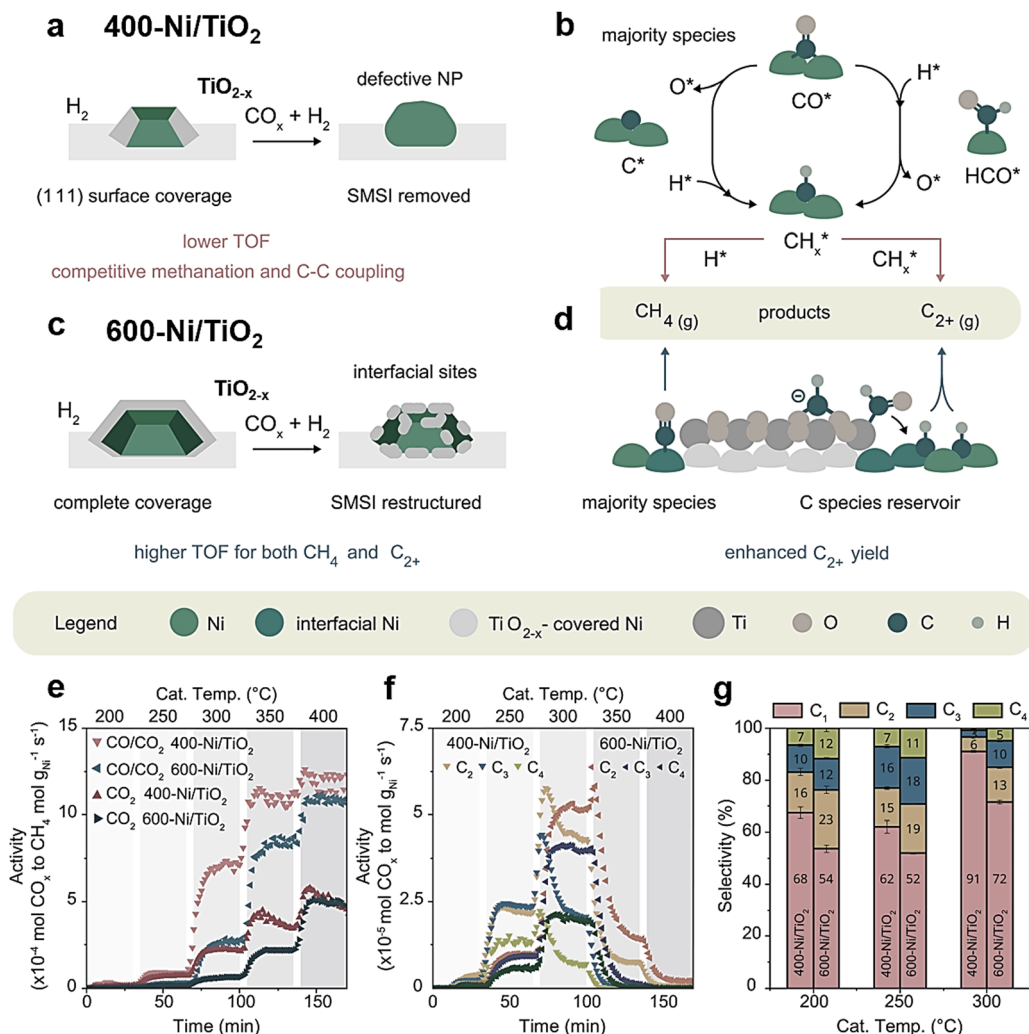 a 400-Ni/TiO2
H2
TiO2-x
COx + H2
defective NP
(111) surface coverage
SMSI removed
lower TOF
competitive methanation and C-C coupling
b
majority species
O*
CO*
H*
C*
HCO*
H*
O*
CHx*
H*
CHx*
CH4 (g)
products
C2+ (g)
c 600-Ni/TiO2
H2
TiO2-x
COx + H2
interfacial sites
complete coverage
SMSI restructured
higher TOF for both CH4 and C2+
d
majority species
C species reservoir
enhanced C2+ yield
Legend
Ni
interfacial Ni
TiO2-x- covered Ni
Ti
O
C
H
e
Cat. Temp. (°C)
200 250 300 350 400
CO/CO2 400-Ni/TiO2
CO/CO2 600-Ni/TiO2
CO2 400-Ni/TiO2
CO2 600-Ni/TiO2
15
10
5
0
Activity
(x10-4 mol COx to CH4 mol gNi-1 s-1)
0 50 100 150
Time (min)
f
Cat. Temp. (°C)
200 250 300 350 400
400-Ni/TiO2
C2 C3 C4
600-Ni/TiO2
C2 C3 C4
7.5
5
2.5
0
Activity
(x10-5 mol COx to mol gNi-1 s-1)
0 50 100 150
Time (min)
g
C1 C2 C3 C4
100
80
60
40
20
0
Selectivity (%)
7
10
16
68
400-Ni/TiO2
12
12
23
54
600-Ni/TiO2
7
16
15
62
400-Ni/TiO2
11
18
19
52
600-Ni/TiO2
6
91
400-Ni/TiO2
5
10
13
72
600-Ni/TiO2
200 250 300
Cat. Temp. (°C)